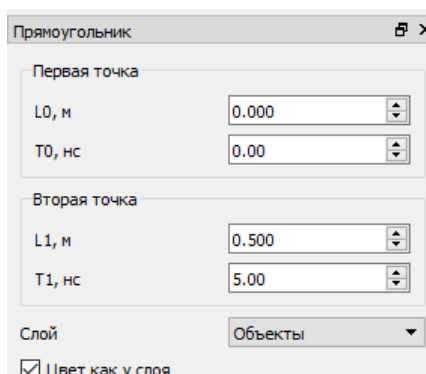 Прямоугольник
Первая точка
L0, м 0.000
T0, нс 0.00
Вторая точка
L1, м 0.500
T1, нс 5.00
Слой Объекты
Цвет как у слоя